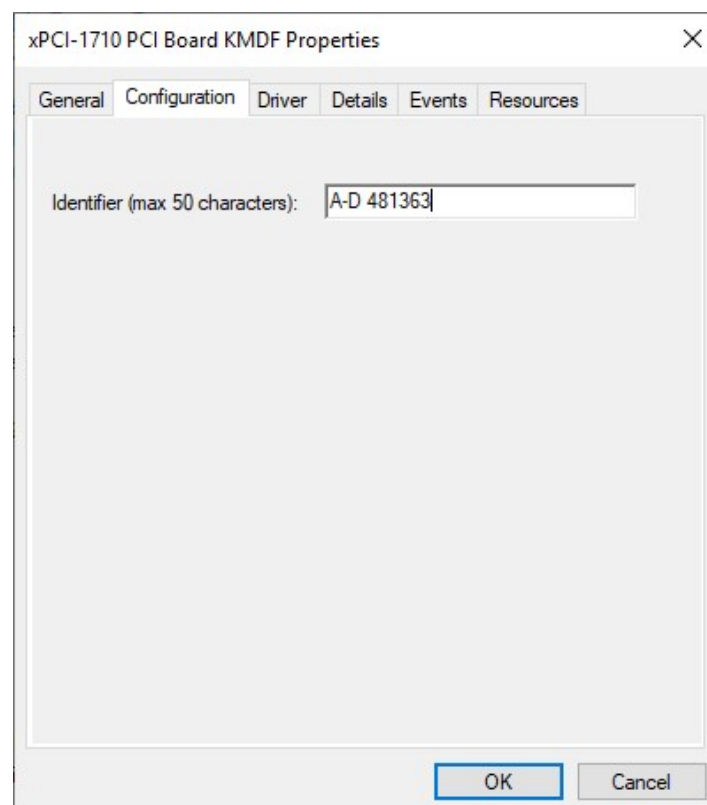 xPCI-1710 PCI Board KMDF Properties
General Configuration Driver Details Events Resources
Identifier (max 50 characters): A-D 481363
OK Cancel